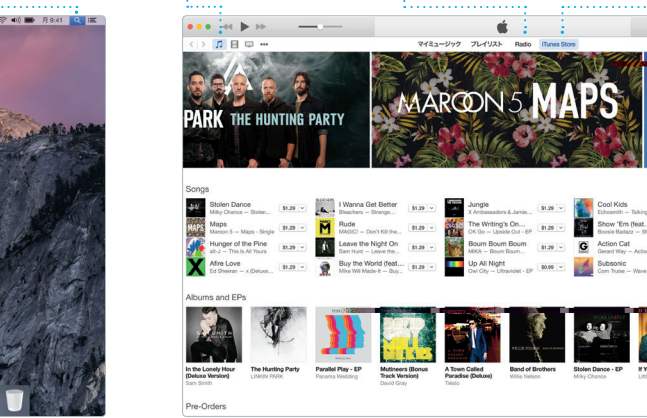 月 9:41
マイミュージック プレイリスト Radio iTunes Store
PARK THE HUNTING PARTY
MAROON 5 MAPS
Songs
Stolen Dance
Milky Chance — Stolen...
$1.29
Maps
Maroon 5 — Maps - Single
$1.29
Hunger of the Pine
alt-J — This Is All Yours
$1.29
Afire Love
Ed Sheeran — x (Deluxe...
$1.29
I Wanna Get Better
Bleachers — Strange...
$1.29
Rude
MAGIC! — Don't Kill the...
$1.29
Leave the Night On
Sam Hunt — Leave the...
$1.29
Buy the World (feat...
Mike Will Made-It — Buy...
$1.29
Jungle
X Ambassadors & Jamie...
$1.29
The Writing's On...
OK Go — Upside Out - EP
$1.29
Boum Boum Boum
MIKA — Boum Boum...
$1.29
Up All Night
Owl City — Ultraviolet - EP
$0.99
Cool Kids
Echosmith — Talking
Show 'Em (feat.
Action Cat
Gerard Way — Actio
Subsonic
Com Truise — Wave
Albums and EPs
In the Lonely Hour
(Deluxe Version)
Sam Smith
The Hunting Party
LINKIN PARK
Parallel Play - EP
Panama Wedding
Mutineers (Bonus
Track Version)
David Gray
A Town Called
Paradise (Deluxe)
Tiësto
Band of Brothers
Willie Nelson
Stolen Dance - EP
Milky Chance
If Y
Pre-Orders